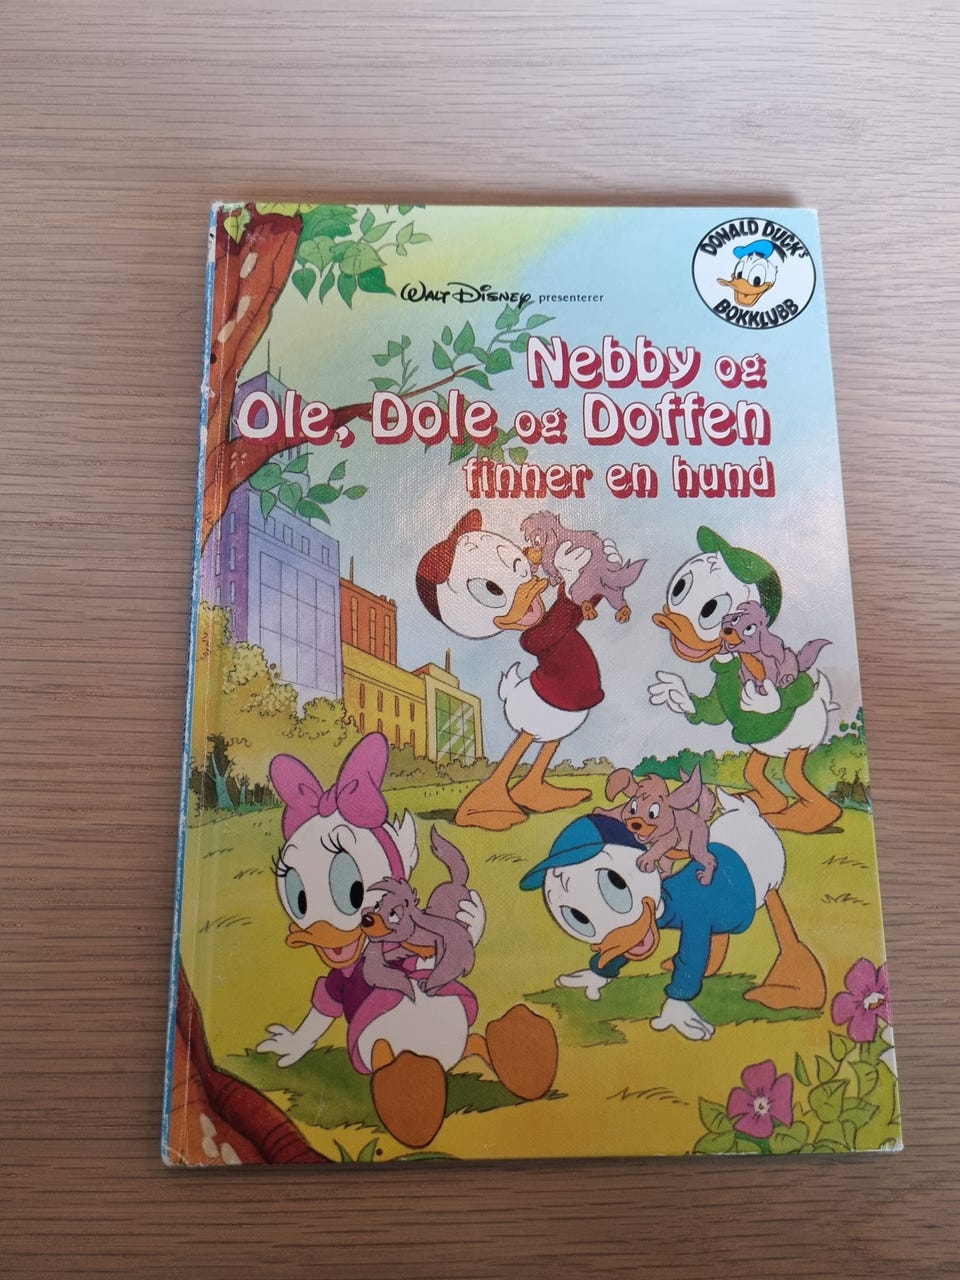 DONALD DUCK's
BOKKLUBB
WALT DISNEY presenterer
Nebby og
Ole, Dole og Doffen
finner en hund